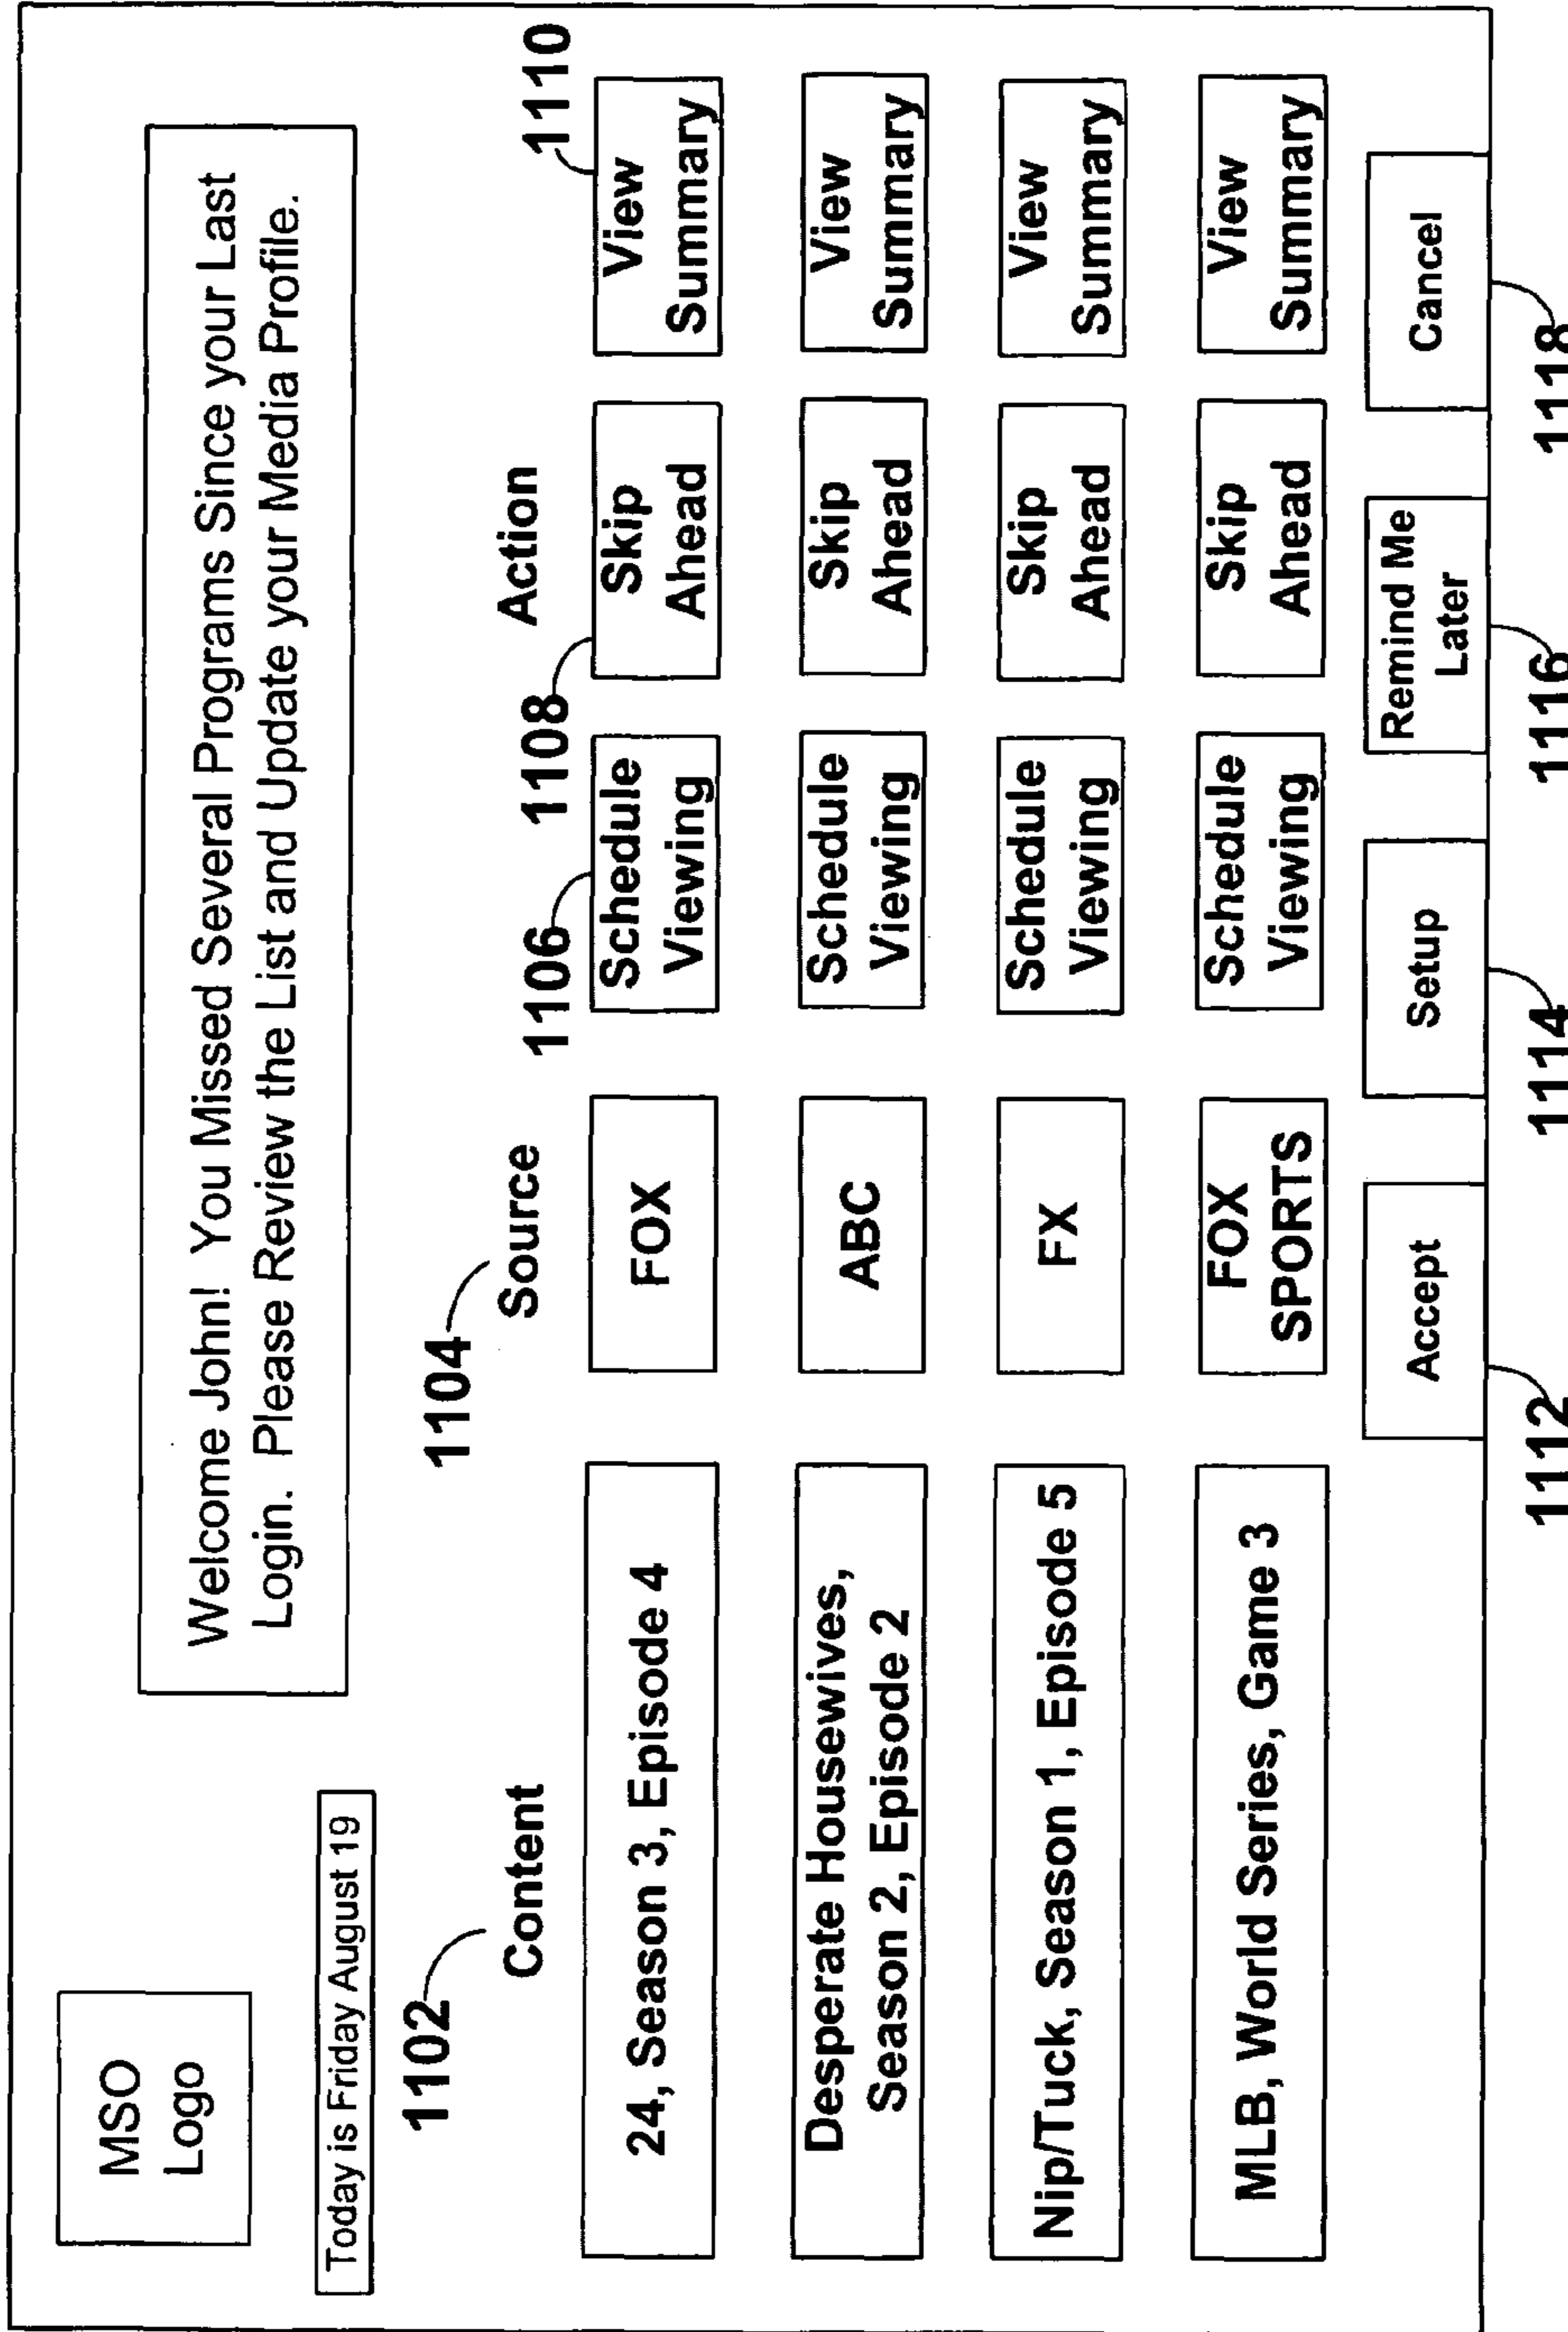 MSO
Logo
Welcome John! You Missed Several Programs Since your Last
Login. Please Review the List and Update your Media Profile.
Today is Friday August 19
1102
1104
Content
Source
Action
1106
1108
1110
24, Season 3, Episode 4
FOX
Schedule
Viewing
Skip
Ahead
View
Summary
Desperate Housewives,
Season 2, Episode 2
ABC
Schedule
Viewing
Skip
Ahead
View
Summary
Nip/Tuck, Season 1, Episode 5
FX
Schedule
Viewing
Skip
Ahead
View
Summary
MLB, World Series, Game 3
FOX
SPORTS
Schedule
Viewing
Skip
Ahead
View
Summary
Accept
Setup
Remind Me
Later
Cancel
1112
1114
1116
1118